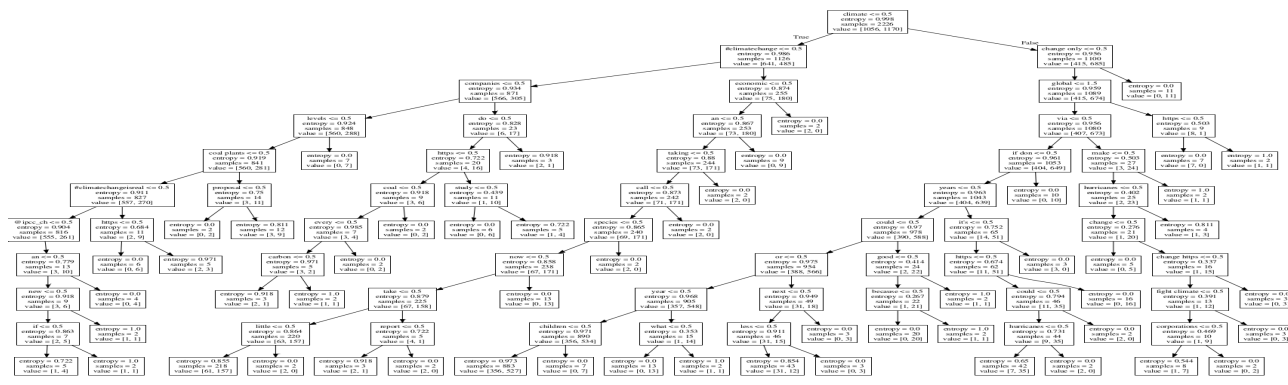 climate <= 0.5
entropy = 0.998
samples = 2226
value = [1056, 1170]
True
False
#climatechange <= 0.5
entropy = 0.986
samples = 1126
value = [641, 485]
change only <= 0.5
entropy = 0.956
samples = 1100
value = [415, 685]
companies <= 0.5
entropy = 0.934
samples = 871
value = [566, 305]
economic <= 0.5
entropy = 0.874
samples = 255
value = [75, 180]
global <= 1.5
entropy = 0.959
samples = 1089
value = [415, 674]
entropy = 0.0
samples = 11
value = [0, 11]
levels <= 0.5
entropy = 0.924
samples = 848
value = [560, 288]
do <= 0.5
entropy = 0.828
samples = 23
value = [6, 17]
an <= 0.5
entropy = 0.867
samples = 253
value = [73, 180]
entropy = 0.0
samples = 2
value = [2, 0]
via <= 0.5
entropy = 0.956
samples = 1080
value = [407, 673]
https <= 0.5
entropy = 0.503
samples = 9
value = [8, 1]
coal plants <= 0.5
entropy = 0.919
samples = 841
value = [560, 281]
entropy = 0.0
samples = 7
value = [0, 7]
https <= 0.5
entropy = 0.722
samples = 20
value = [4, 16]
entropy = 0.918
samples = 3
value = [2, 1]
taking <= 0.5
entropy = 0.88
samples = 244
value = [73, 171]
entropy = 0.0
samples = 9
value = [0, 9]
if don <= 0.5
entropy = 0.961
samples = 1053
value = [404, 649]
make <= 0.5
entropy = 0.503
samples = 27
value = [3, 24]
entropy = 0.0
samples = 7
value = [7, 0]
entropy = 1.0
samples = 2
value = [1, 1]
#climatechangeisreal <= 0.5
entropy = 0.911
samples = 827
value = [557, 270]
proposal <= 0.5
entropy = 0.75
samples = 14
value = [3, 11]
coal <= 0.5
entropy = 0.918
samples = 9
value = [3, 6]
study <= 0.5
entropy = 0.439
samples = 11
value = [1, 10]
call <= 0.5
entropy = 0.873
samples = 242
value = [71, 171]
entropy = 0.0
samples = 2
value = [2, 0]
years <= 0.5
entropy = 0.963
samples = 1043
value = [404, 639]
entropy = 0.0
samples = 10
value = [0, 10]
hurricanes <= 0.5
entropy = 0.402
samples = 25
value = [2, 23]
entropy = 1.0
samples = 2
value = [1, 1]
@ipcc_ch <= 0.5
entropy = 0.904
samples = 816
value = [555, 261]
https <= 0.5
entropy = 0.684
samples = 11
value = [2, 9]
entropy = 0.0
samples = 2
value = [0, 2]
entropy = 0.811
samples = 12
value = [3, 9]
every <= 0.5
entropy = 0.985
samples = 7
value = [3, 4]
entropy = 0.0
samples = 2
value = [0, 2]
entropy = 0.0
samples = 6
value = [0, 6]
entropy = 0.722
samples = 5
value = [1, 4]
species <= 0.5
entropy = 0.865
samples = 240
value = [69, 171]
entropy = 0.0
samples = 2
value = [2, 0]
could <= 0.5
entropy = 0.97
samples = 978
value = [390, 588]
it's <= 0.5
entropy = 0.752
samples = 65
value = [14, 51]
change <= 0.5
entropy = 0.276
samples = 21
value = [1, 20]
entropy = 0.811
samples = 4
value = [1, 3]
an <= 0.5
entropy = 0.779
samples = 13
value = [3, 10]
entropy = 0.0
samples = 6
value = [0, 6]
entropy = 0.971
samples = 5
value = [2, 3]
carbon <= 0.5
entropy = 0.971
samples = 5
value = [3, 2]
entropy = 0.0
samples = 2
value = [0, 2]
entropy = 0.858
samples = 238
value = [67, 171]
entropy = 0.0
samples = 2
value = [2, 0]
or <= 0.5
entropy = 0.975
samples = 954
value = [388, 566]
good <= 0.5
entropy = 0.414
samples = 24
value = [2, 22]
https <= 0.5
entropy = 0.674
samples = 62
value = [11, 51]
entropy = 0.0
samples = 3
value = [3, 0]
entropy = 0.0
samples = 5
value = [0, 5]
change https <= 0.5
entropy = 0.337
samples = 16
value = [1, 15]
new <= 0.5
entropy = 0.918
samples = 9
value = [3, 6]
entropy = 0.0
samples = 4
value = [0, 4]
entropy = 0.918
samples = 3
value = [2, 1]
entropy = 1.0
samples = 2
value = [1, 1]
take <= 0.5
entropy = 0.879
samples = 225
value = [67, 158]
entropy = 0.0
samples = 13
value = [0, 13]
year <= 0.5
entropy = 0.968
samples = 905
value = [357, 548]
next <= 0.5
entropy = 0.949
samples = 49
value = [31, 18]
because <= 0.5
entropy = 0.267
samples = 22
value = [1, 21]
entropy = 1.0
samples = 2
value = [1, 1]
could <= 0.5
entropy = 0.794
samples = 46
value = [11, 35]
entropy = 0.0
samples = 16
value = [0, 16]
fight climate <= 0.5
entropy = 0.391
samples = 13
value = [1, 12]
entropy = 0.0
samples = 3
value = [0, 3]
if <= 0.5
entropy = 0.863
samples = 7
value = [2, 5]
entropy = 1.0
samples = 2
value = [1, 1]
little <= 0.5
entropy = 0.864
samples = 220
value = [63, 157]
report <= 0.5
entropy = 0.722
samples = 5
value = [4, 1]
children <= 0.5
entropy = 0.971
samples = 890
value = [356, 534]
what <= 0.5
entropy = 0.353
samples = 15
value = [1, 14]
less <= 0.5
entropy = 0.911
samples = 46
value = [31, 15]
entropy = 0.0
samples = 3
value = [0, 3]
entropy = 0.0
samples = 20
value = [0, 20]
entropy = 1.0
samples = 2
value = [1, 1]
hurricanes <= 0.5
entropy = 0.731
samples = 44
value = [9, 35]
entropy = 0.0
samples = 2
value = [2, 0]
corporations <= 0.5
entropy = 0.469
samples = 10
value = [1, 9]
entropy = 0.0
samples = 3
value = [0, 3]
entropy = 0.722
samples = 5
value = [1, 4]
entropy = 1.0
samples = 2
value = [1, 1]
entropy = 0.855
samples = 218
value = [61, 157]
entropy = 0.0
samples = 2
value = [2, 0]
entropy = 0.918
samples = 3
value = [2, 1]
entropy = 0.0
samples = 2
value = [2, 0]
entropy = 0.973
samples = 883
value = [356, 527]
entropy = 0.0
samples = 7
value = [0, 7]
entropy = 0.0
samples = 13
value = [0, 13]
entropy = 1.0
samples = 2
value = [1, 1]
entropy = 0.854
samples = 43
value = [31, 12]
entropy = 0.0
samples = 3
value = [0, 3]
entropy = 0.65
samples = 42
value = [7, 35]
entropy = 0.0
samples = 2
value = [2, 0]
entropy = 0.544
samples = 8
value = [1, 7]
entropy = 0.0
samples = 2
value = [0, 2]